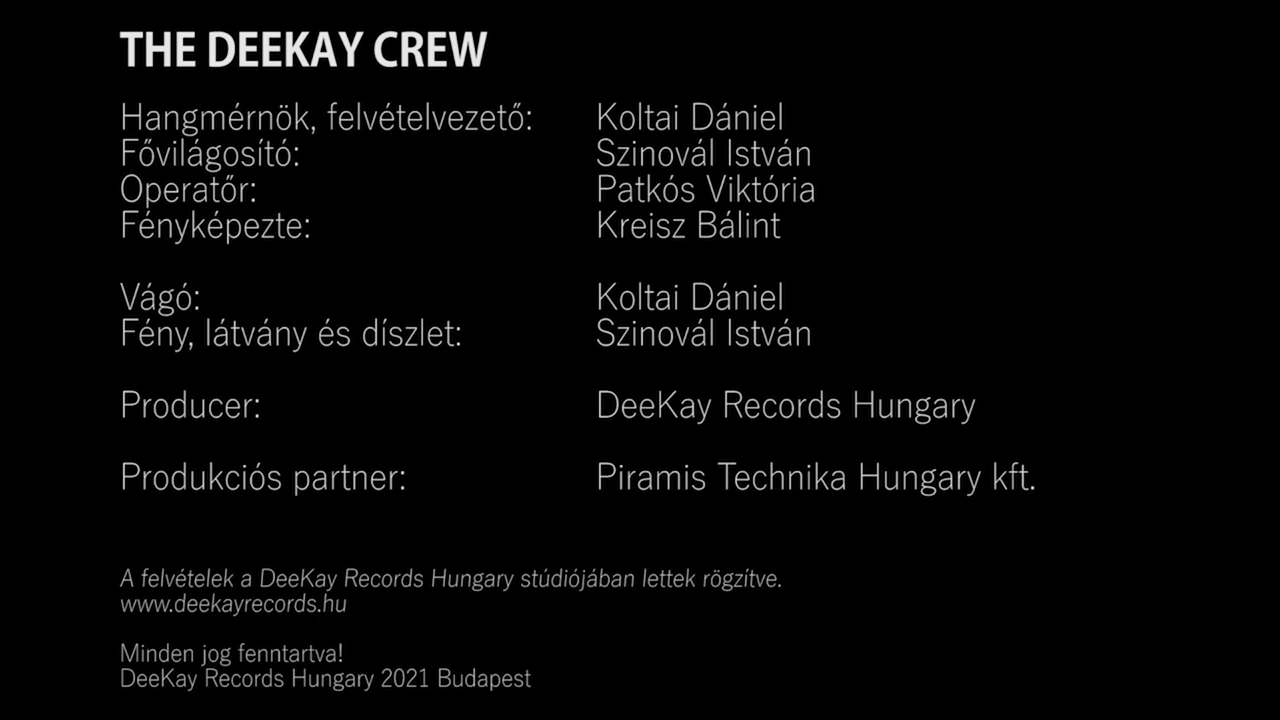 THE DEEKAY CREW
Hangmérnök, felvételvezető: Koltai Dániel
Fővilágosító: Szinovál István
Operatőr: Patkós Viktória
Fényképezte: Kreisz Bálint
Vágó: Koltai Dániel
Fény, látvány és díszlet: Szinovál István
Producer: DeeKay Records Hungary
Produkciós partner: Piramis Technika Hungary kft.
A felvételek a DeeKay Records Hungary stúdiójában lettek rögzítve.
www.deekayrecords.hu
Minden jog fenntartva!
DeeKay Records Hungary 2021 Budapest